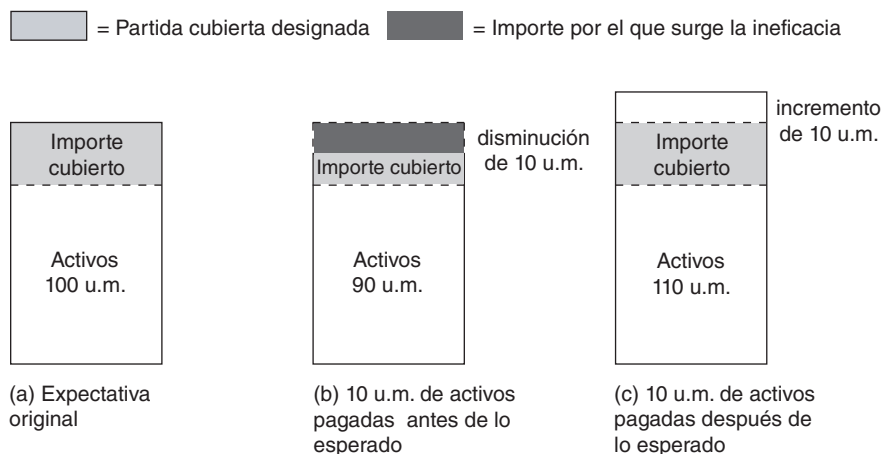 = Partida cubierta designada
= Importe por el que surge la ineficacia
Importe
cubierto
Activos
100 u.m.
(a) Expectativa
original
Importe cubierto
disminución
de 10 u.m.
Activos
90 u.m.
(b) 10 u.m. de activos
pagadas antes de lo
esperado
incremento
de 10 u.m.
Importe
cubierto
Activos
110 u.m.
(c) 10 u.m. de activos
pagadas después de
lo esperado